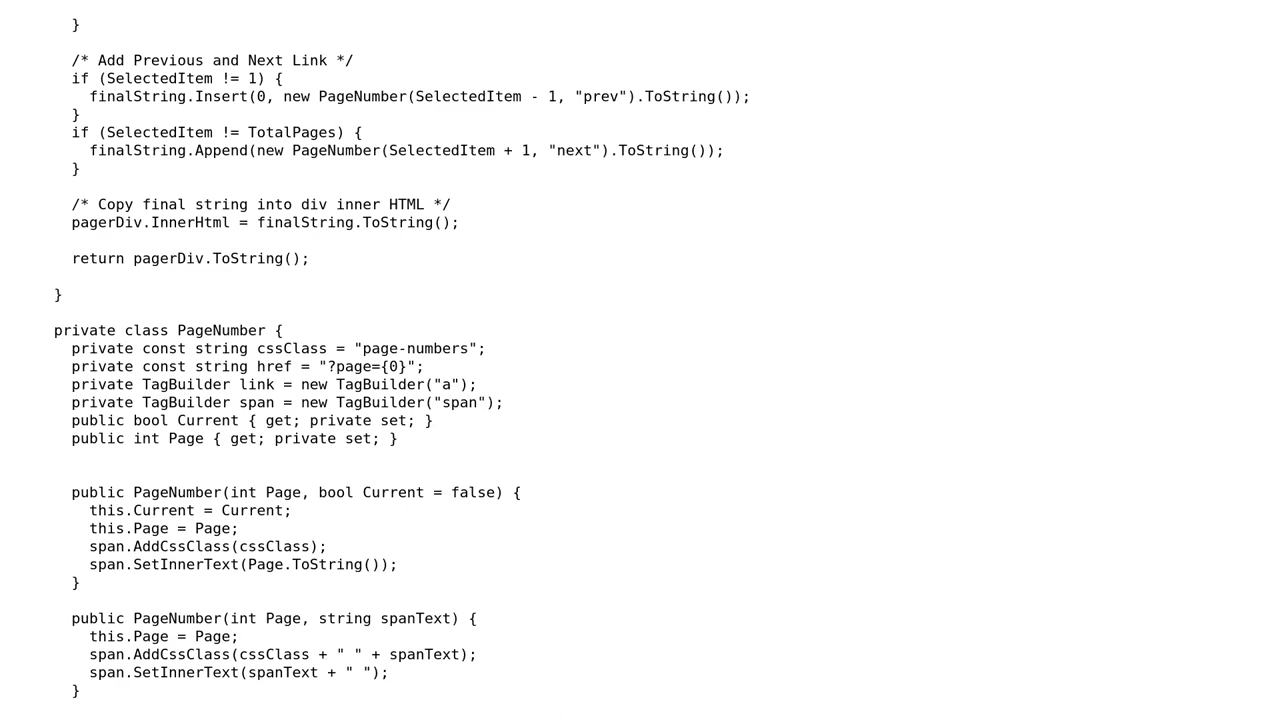 }
/* Add Previous and Next Link */
if (SelectedItem != 1) {
finalString.Insert(0, new PageNumber(SelectedItem - 1, "prev").ToString());
}
if (SelectedItem != TotalPages) {
finalString.Append(new PageNumber(SelectedItem + 1, "next").ToString());
}
/* Copy final string into div inner HTML */
pagerDiv.InnerHtml = finalString.ToString();
return pagerDiv.ToString();
}
private class PageNumber {
private const string cssClass = "page-numbers";
private const string href = "?page={0}";
private TagBuilder link = new TagBuilder("a");
private TagBuilder span = new TagBuilder("span");
public bool Current { get; private set; }
public int Page { get; private set; }
public PageNumber(int Page, bool Current = false) {
this.Current = Current;
this.Page = Page;
span.AddCssClass(cssClass);
span.SetInnerText(Page.ToString());
}
public PageNumber(int Page, string spanText) {
this.Page = Page;
span.AddCssClass(cssClass + " " + spanText);
span.SetInnerText(spanText + " ");
}